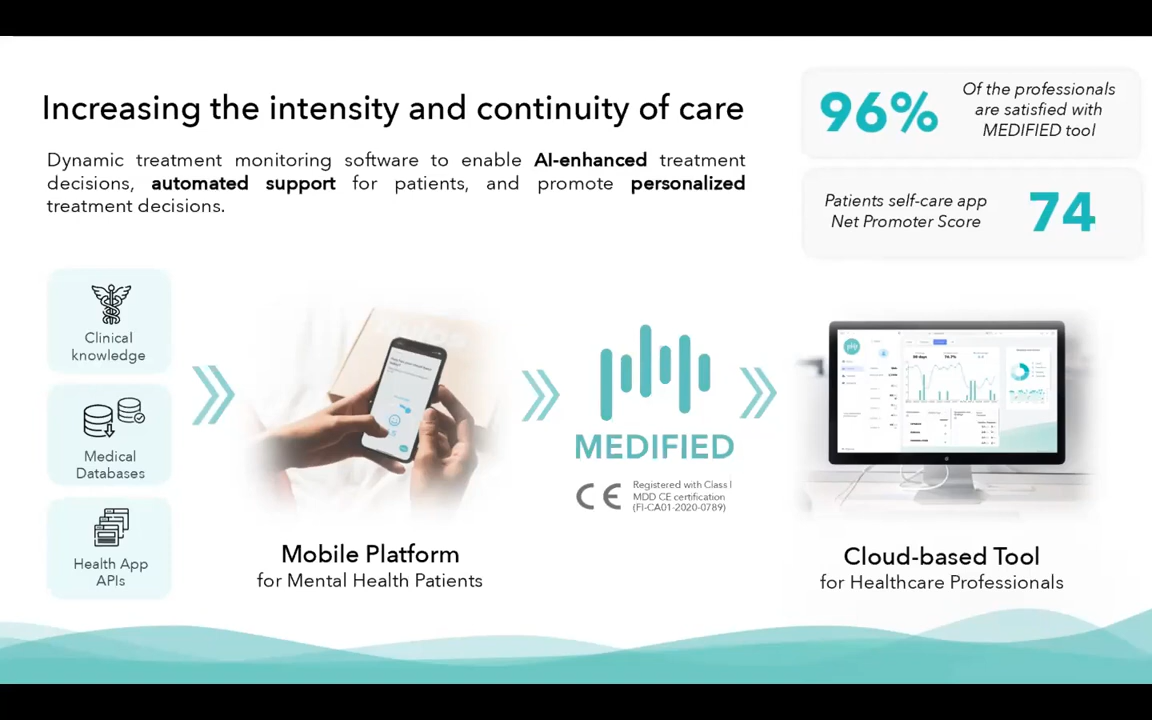 Increasing the intensity and continuity of care
Dynamic treatment monitoring software to enable AI-enhanced treatment
decisions, automated support for patients, and promote personalized
treatment decisions.
96%
Of the professionals
are satisfied with
MEDIFIED tool
Patients self-care app
Net Promoter Score
74
Clinical
knowledge
Medical
Databases
Health App
APIs
Mobile Platform
for Mental Health Patients
MEDIFIED
CE
Registered with Class I
MDD CE certification
(FI-CA01-2020-0789)
Cloud-based Tool
for Healthcare Professionals